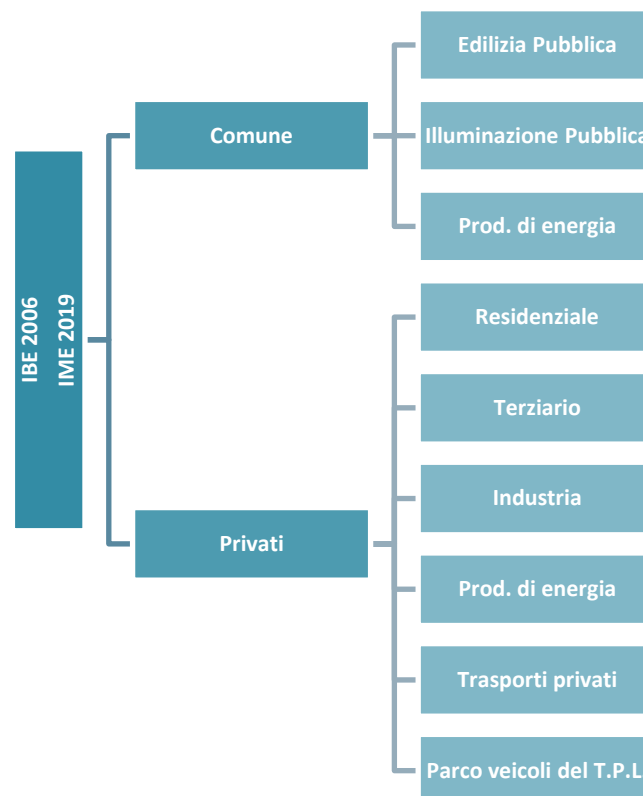 IBE 2006
IME 2019
Comune
Edilizia Pubblica
Illuminazione Pubblica
Prod. di energia
Privati
Residenziale
Terziario
Industria
Prod. di energia
Trasporti privati
Parco veicoli del T.P.L